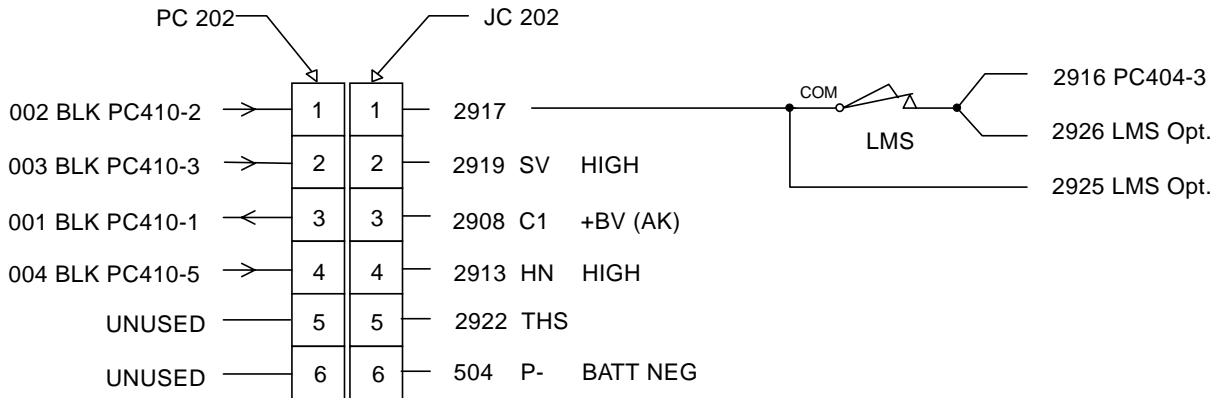 PC 202 JC 202
002 BLK PC410-2 1 1 2917 COM LMS 2916 PC404-3
2926 LMS Opt.
003 BLK PC410-3 2 2 2919 SV HIGH 2925 LMS Opt.
001 BLK PC410-1 3 3 2908 C1 +BV (AK)
004 BLK PC410-5 4 4 2913 HN HIGH
UNUSED 5 5 2922 THS
UNUSED 6 6 504 P- BATT NEG